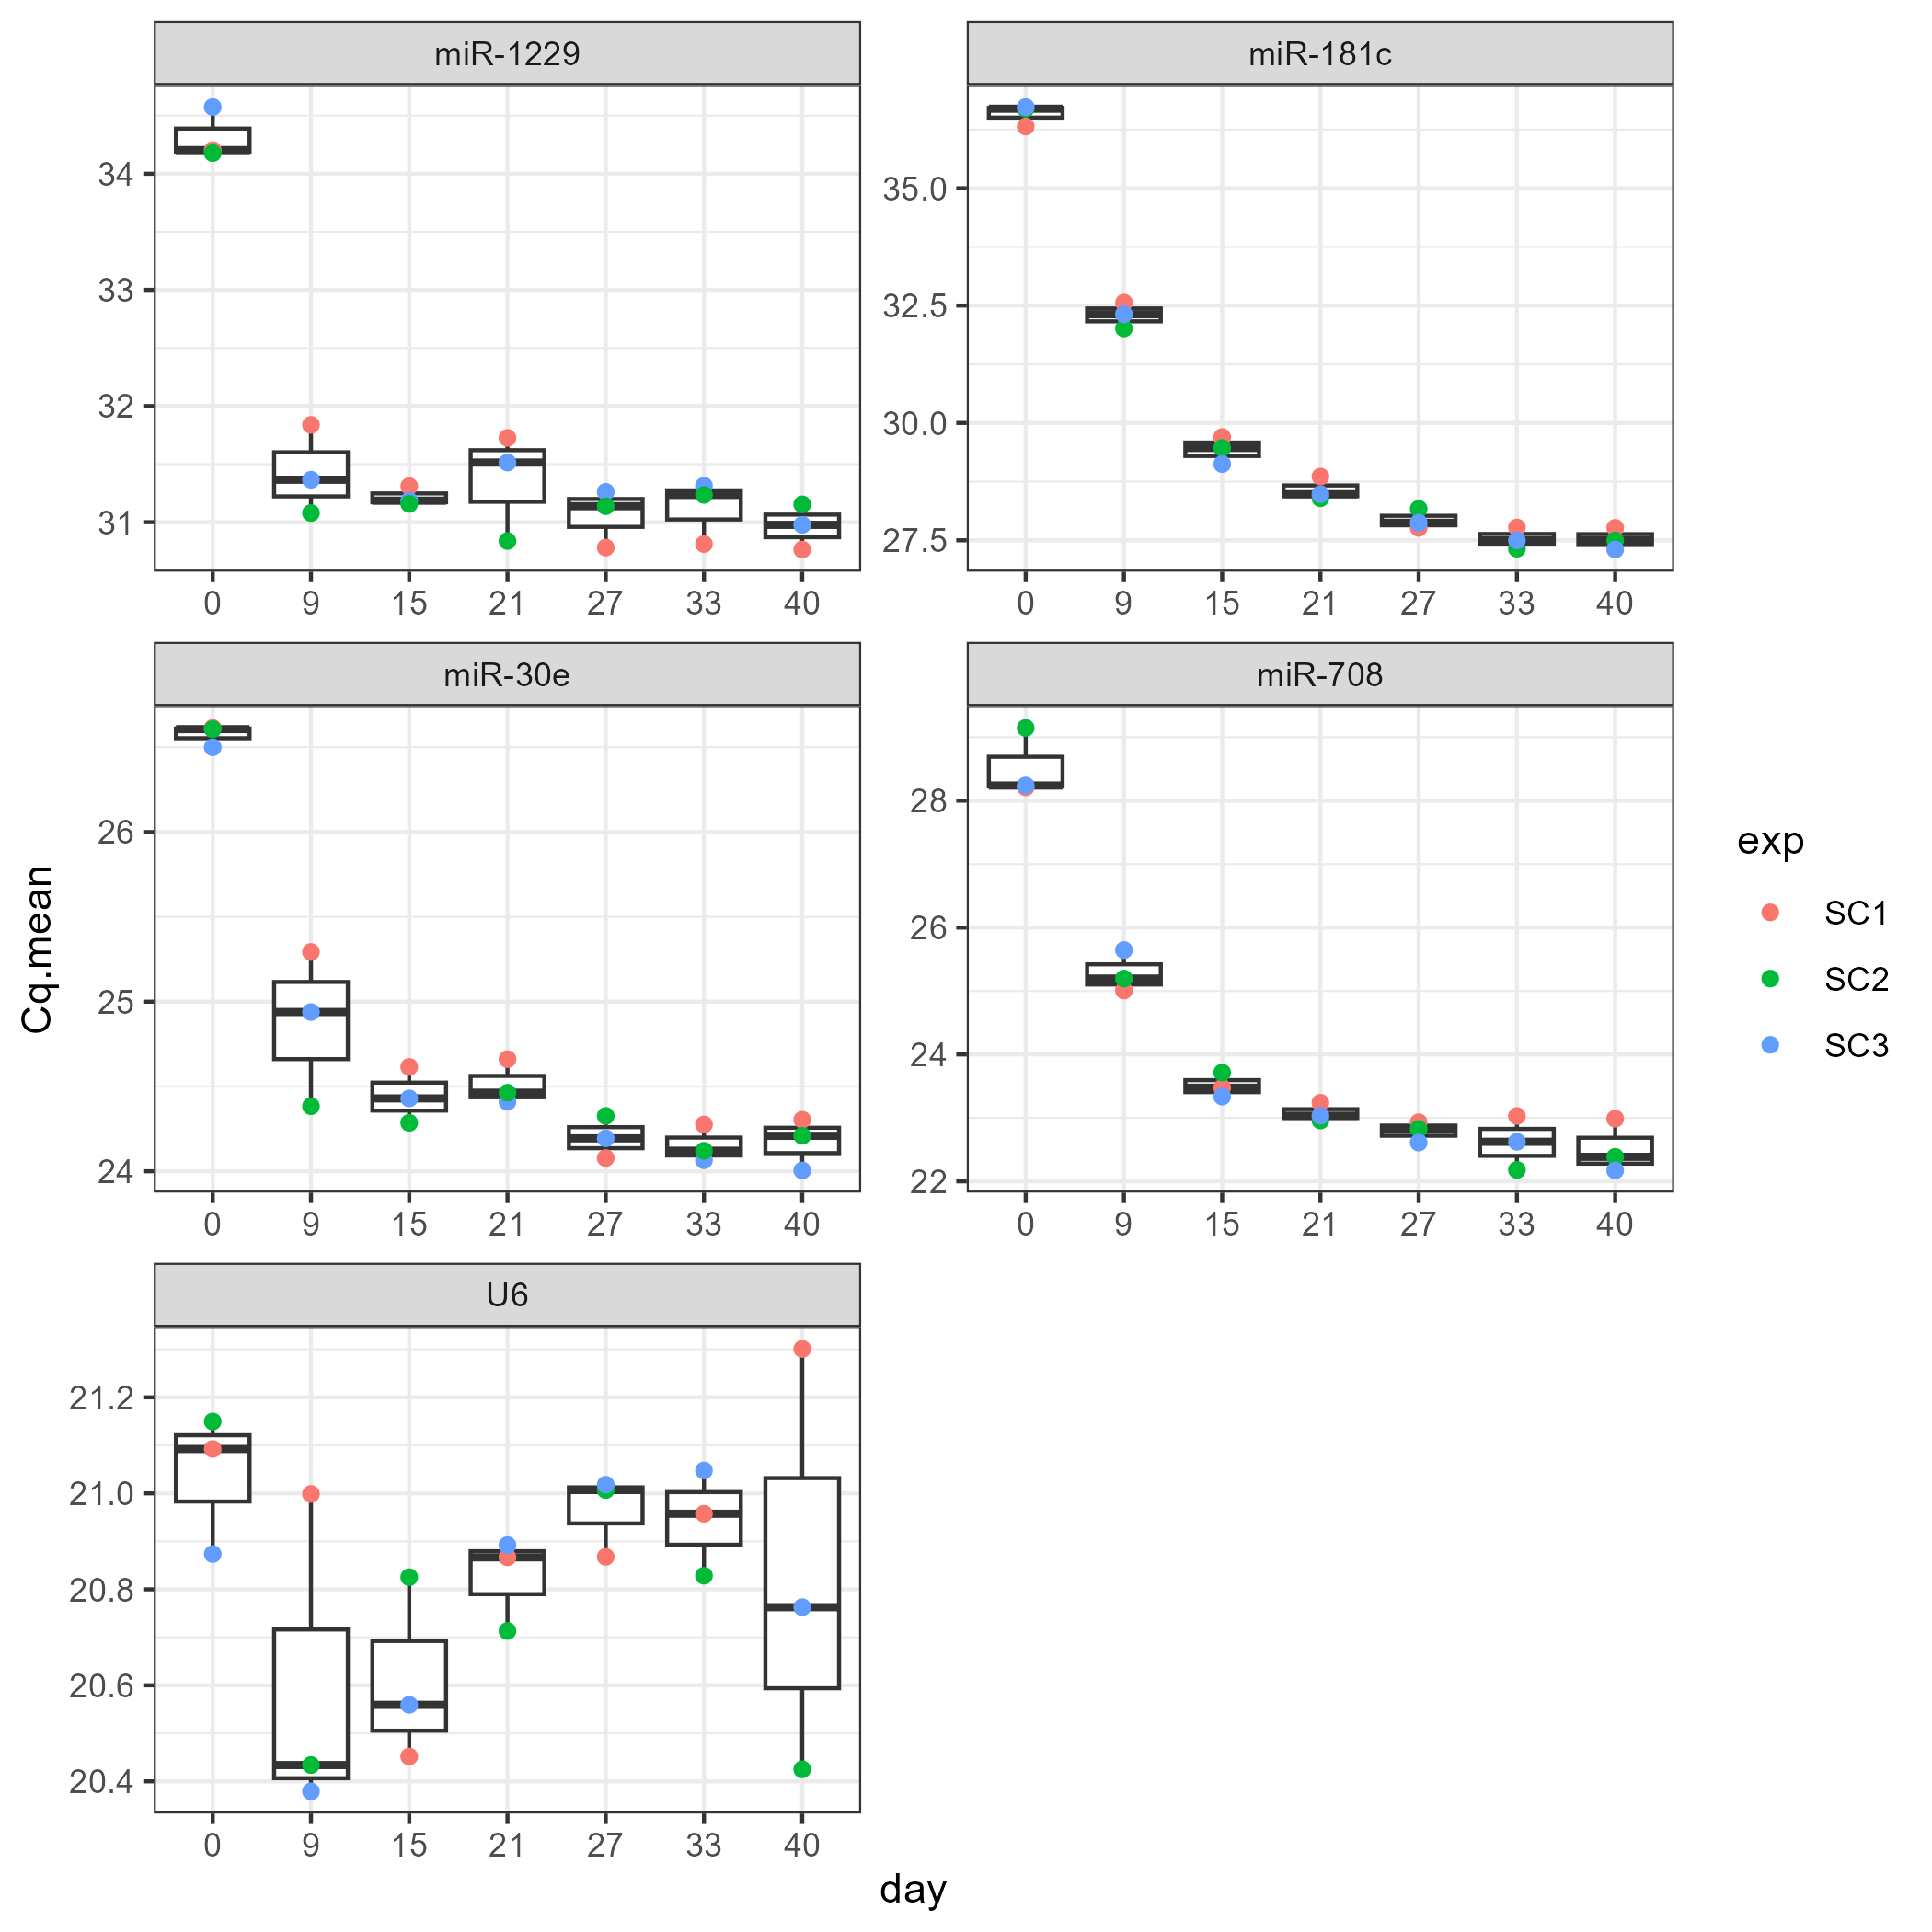 miR-1229
34
33
32
31
0 9 15 21 27 33 40
miR-181c
35.0
32.5
30.0
27.5
0 9 15 21 27 33 40
miR-30e
26
25
24
0 9 15 21 27 33 40
miR-708
28
26
24
22
0 9 15 21 27 33 40
U6
21.2
21.0
20.8
20.6
20.4
0 9 15 21 27 33 40
Cq.mean
day
exp
SC1
SC2
SC3